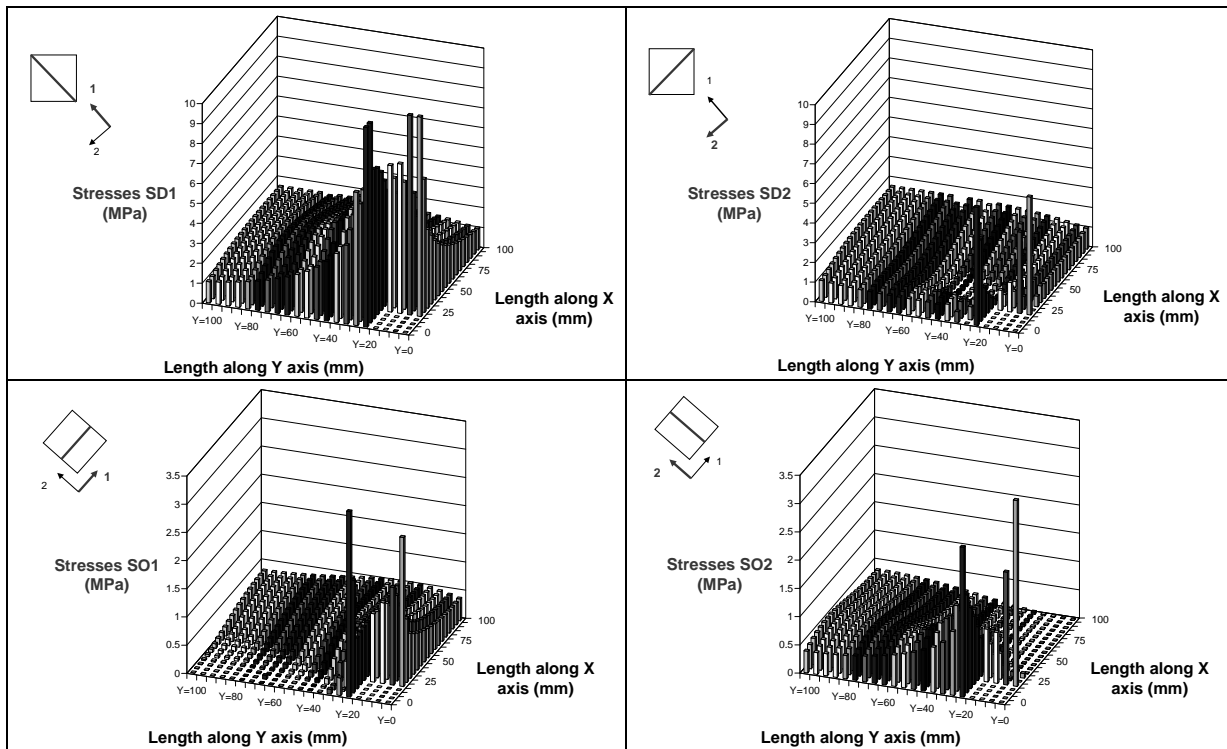 1
2
Stresses SD1
(MPa)
10
9
8
7
6
5
4
3
2
1
0
Y=100
Y=80
Y=60
Y=40
Y=20
Y=0
0
25
50
75
100
Length along X
axis (mm)
Length along Y axis (mm)
1
2
Stresses SD2
(MPa)
10
9
8
7
6
5
4
3
2
1
0
Y=100
Y=80
Y=60
Y=40
Y=20
Y=0
0
25
50
75
100
Length along X
axis (mm)
Length along Y axis (mm)
2
1
Stresses SO1
(MPa)
3.5
3
2.5
2
1.5
1
0.5
0
Y=100
Y=80
Y=60
Y=40
Y=20
Y=0
0
25
50
75
100
Length along X
axis (mm)
Length along Y axis (mm)
2
1
Stresses SO2
(MPa)
3.5
3
2.5
2
1.5
1
0.5
0
Y=100
Y=80
Y=60
Y=40
Y=20
Y=0
0
25
50
75
100
Length along X
axis (mm)
Length along Y axis (mm)